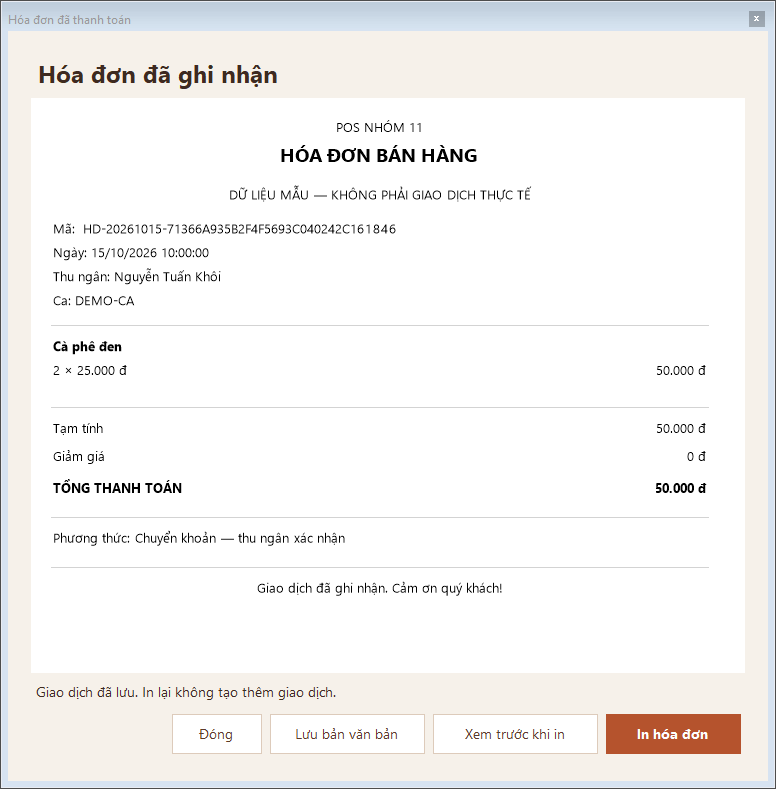 Hóa đơn đã thanh toán
x
Hóa đơn đã ghi nhận
POS NHÓM 11
HÓA ĐƠN BÁN HÀNG
DỮ LIỆU MẪU — KHÔNG PHẢI GIAO DỊCH THỰC TẾ
Mã: HD-20261015-71366A935B2F4F5693C040242C161846
Ngày: 15/10/2026 10:00:00
Thu ngân: Nguyễn Tuấn Khôi
Ca: DEMO-CA
Cà phê đen
2 × 25.000 đ 50.000 đ
Tạm tính 50.000 đ
Giảm giá 0 đ
TỔNG THANH TOÁN 50.000 đ
Phương thức: Chuyển khoản — thu ngân xác nhận
Giao dịch đã ghi nhận. Cảm ơn quý khách!
Giao dịch đã lưu. In lại không tạo thêm giao dịch.
Đóng Lưu bản văn bản Xem trước khi in In hóa đơn